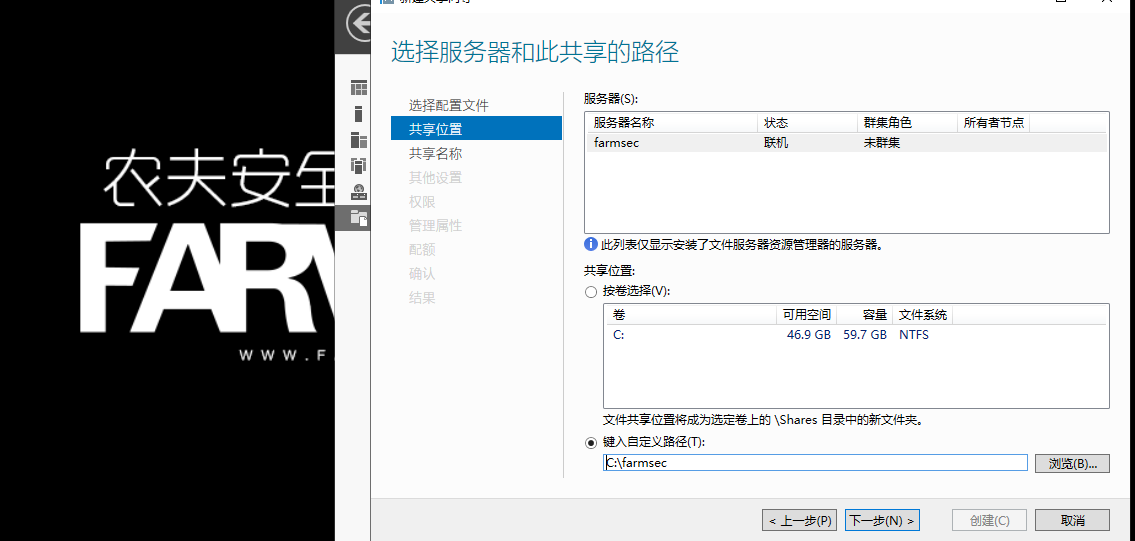 选择服务器和此共享的路径
选择配置文件
共享位置
共享名称
其他设置
权限
管理属性
配额
确认
结果
服务器(S):
服务器名称 状态 群集角色 所有者节点
farmsec 联机 未群集
此列表仅显示安装了文件服务器资源管理器的服务器。
共享位置:
按卷选择(V):
卷 可用空间 容量 文件系统
C: 46.9 GB 59.7 GB NTFS
文件共享位置将成为选定卷上的 \Shares 目录中的新文件夹。
键入自定义路径(T):
C:\farmsec
浏览(B)...
< 上一步(P) 下一步(N) > 创建(C) 取消
农夫安全
FAR
WWW.F